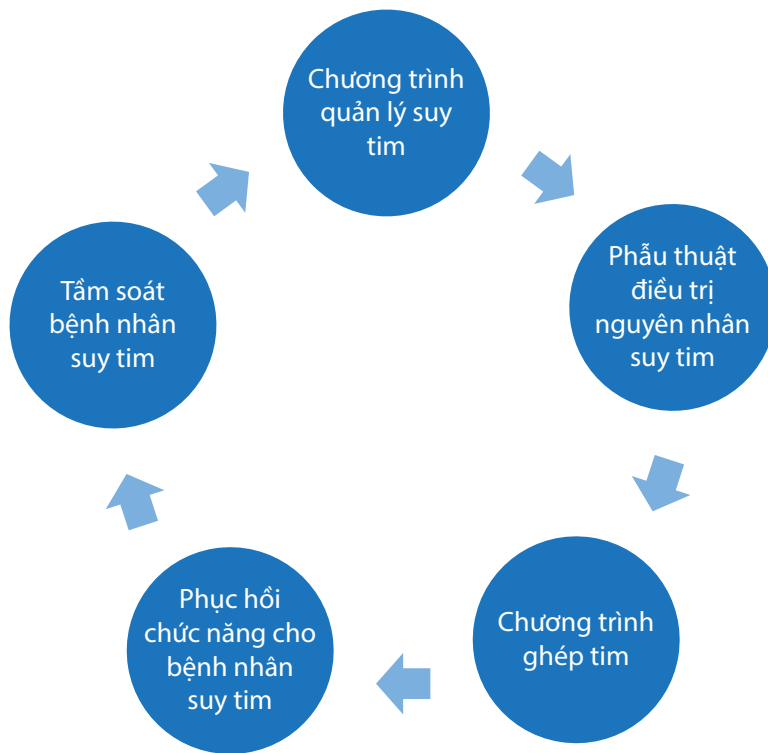 Chương trình
quản lý suy
tim
Phẫu thuật
điều trị
nguyên nhân
suy tim
Chương trình
ghép tim
Phục hồi
chức năng cho
bệnh nhân
suy tim
Tầm soát
bệnh nhân
suy tim